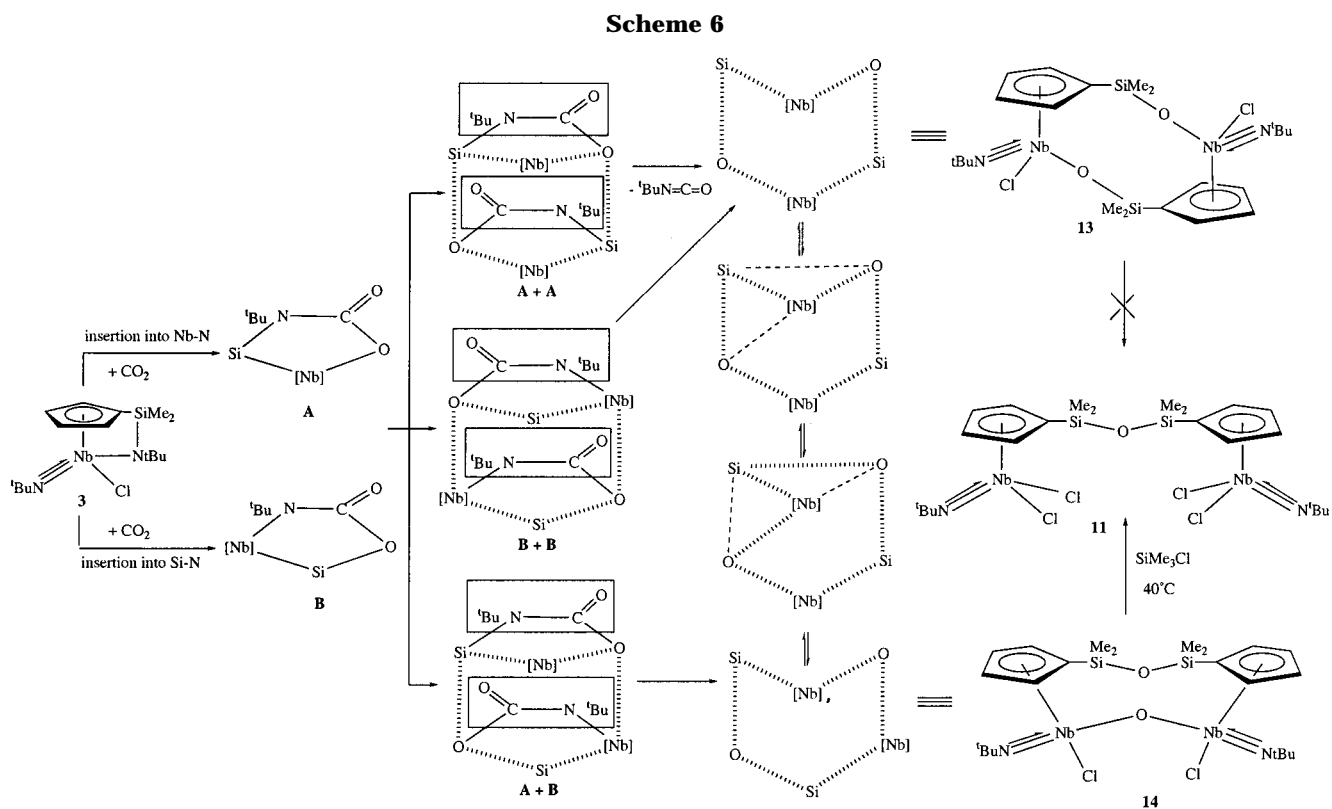 Scheme 6
O
ᵗBu N C
Si O
[Nb]
O
C N ᵗBu
O Si
[Nb]
A + A
- ᵗBuN=C=O
Si O
[Nb]
O Si
[Nb]
SiMe₂
O Cl
Nb Nb NᵗBu
tBuN O
Cl
Me₂Si
13
insertion into Nb-N
+ CO₂
ᵗBu N C O
Si O
[Nb]
A
SiMe₂
Nb NtBu
ᵗBuN Cl
3
+ CO₂
insertion into Si-N
ᵗBu N C O
[Nb] O
Si
B
O
C N ᵗBu
O [Nb]
Si
O
ᵗBu N C
[Nb] O
Si
B + B
Si O
[Nb]
O Si
[Nb]
Si O
[Nb]
O Si
[Nb]
Me₂ Me₂
Si O Si
Nb Cl Cl Nb
ᵗBuN Cl Cl NᵗBu
11
SiMe₃Cl
40°C
O
ᵗBu N C
Si O
[Nb]
O
C N ᵗBu
O [Nb]
Si
A + B
Si O
[Nb],
O [Nb]
Si
Me₂ Me₂
Si O Si
O
Nb Nb
ᵗBuN NtBu
Cl Cl
14